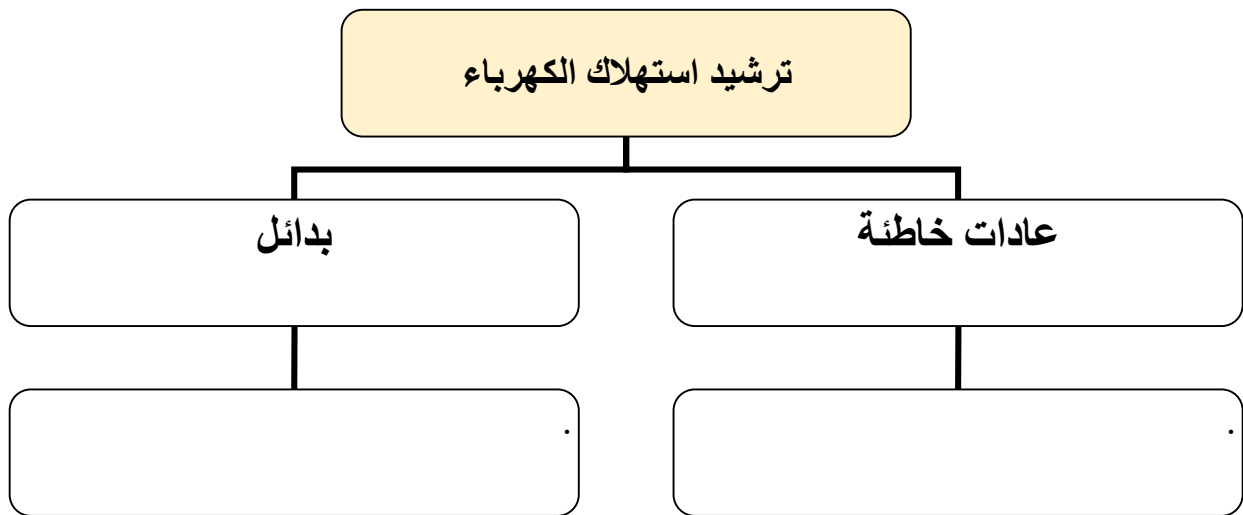 ترشيد استهلاك الكهرباء
عادات خاطئة
بدائل
.
.